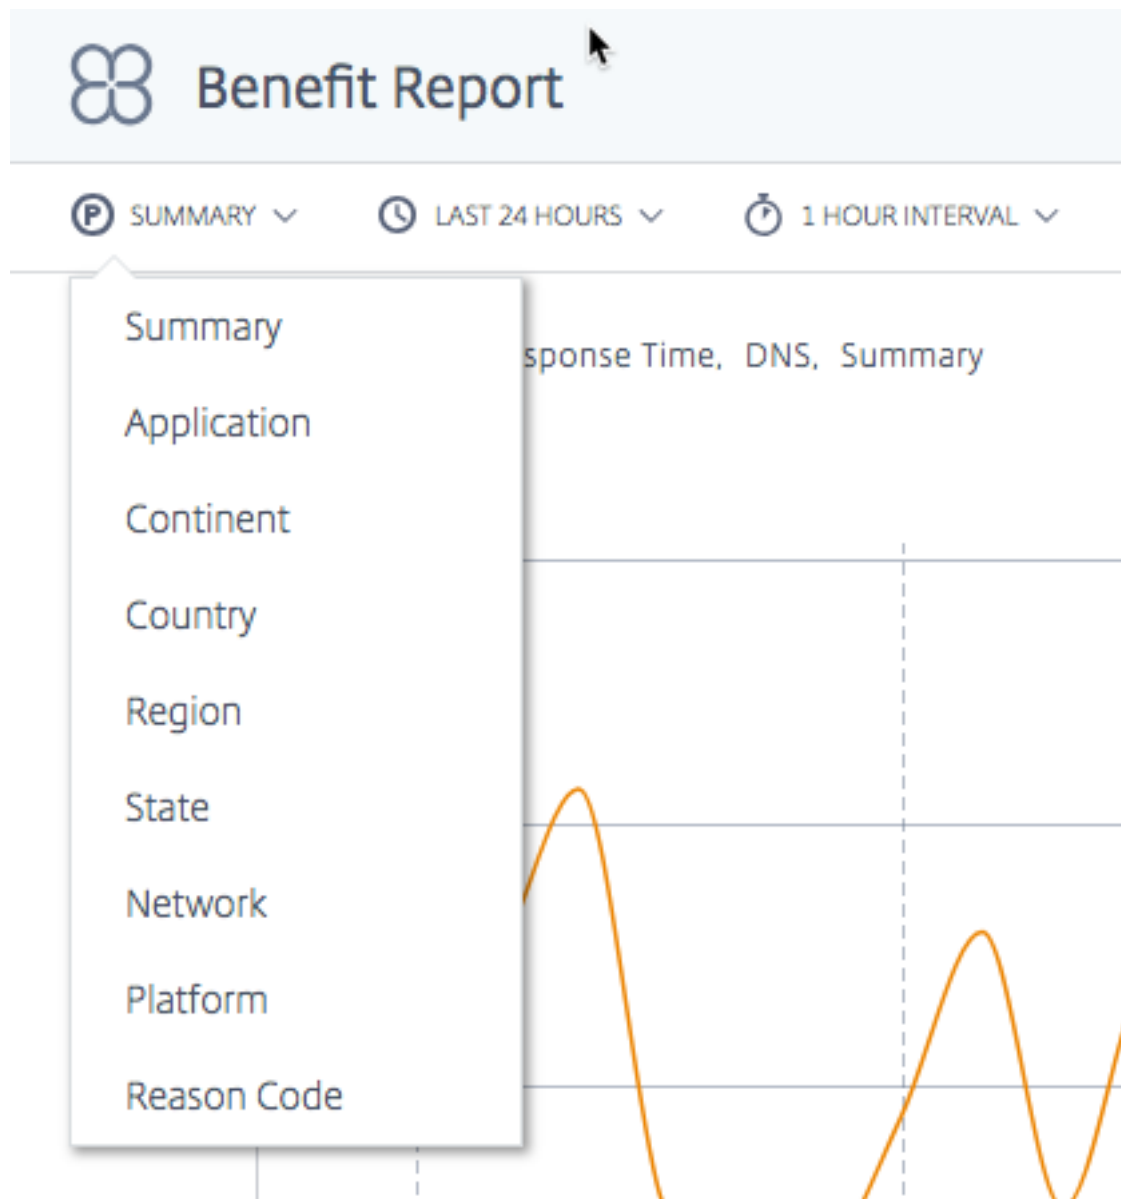 Benefit Report
P SUMMARY LAST 24 HOURS 1 HOUR INTERVAL
Summary
Time, DNS, Summary
Application
Continent
Country
Region
State
Network
Platform
Reason Code